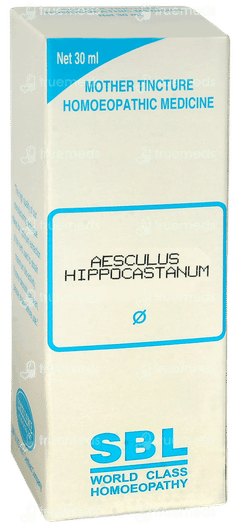 Net 30 ml
MOTHER TINCTURE
HOMOEOPATHIC MEDICINE
AESCULUS
HIPPOCASTANUM
Ø
SBL
WORLD CLASS
HOMOEOPATHY